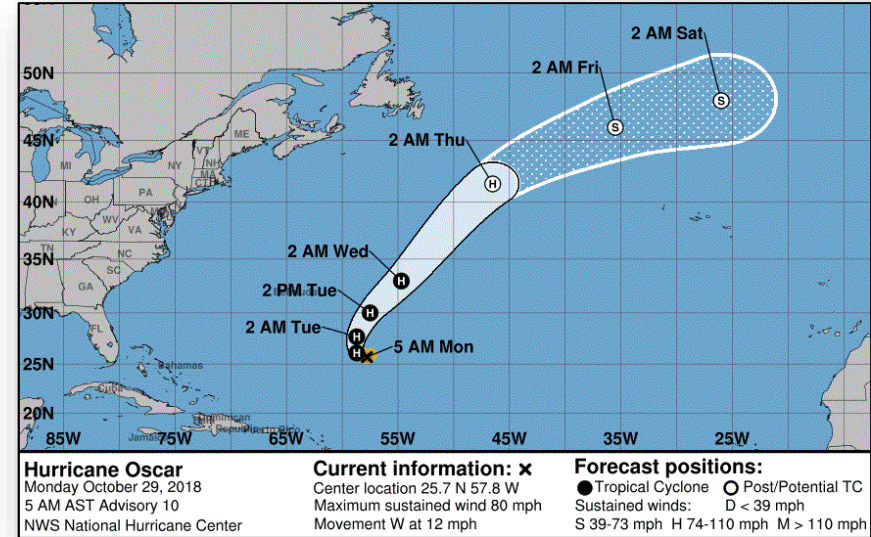 2 AM Sat
50N
2 AM Fri
ME
45N
VT
NH
MI
NY
MA
CT
2 AM Thu
PA
OH
40N
WV
KY
VA
2 AM Wed
35N
TN
NC
SC
GA
2 PM Tue
30N
FL
2 AM Tue
5 AM Mon
25N
Bahamas
Cuba
20N
Dominican
Republic
Puerto Rico
Jamaica
85W 75W 65W 55W 45W 35W 25W
S
S
H
H
H
H
H
Hurricane Oscar
Monday October 29, 2018
5 AM AST Advisory 10
NWS National Hurricane Center
Current information: x
Center location 25.7 N 57.8 W
Maximum sustained wind 80 mph
Movement W at 12 mph
Forecast positions:
Tropical Cyclone Post/Potential TC
Sustained winds: D < 39 mph
S 39-73 mph H 74-110 mph M > 110 mph